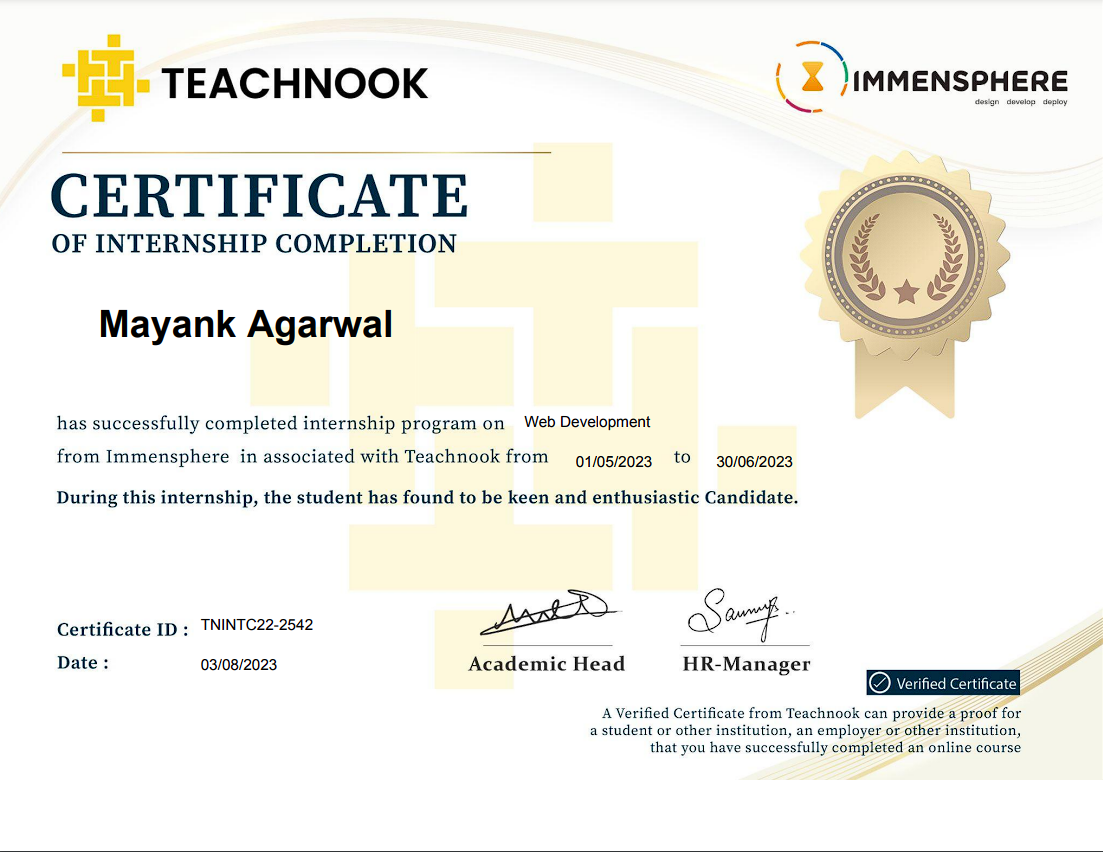 TEACHNOOK
IMMENSPHERE
design develop deploy
CERTIFICATE
OF INTERNSHIP COMPLETION
Mayank Agarwal
has successfully completed internship program on Web Development
from Immensphere in associated with Teachnook from 01/05/2023 to 30/06/2023
During this internship, the student has found to be keen and enthusiastic Candidate.
Certificate ID : TNINTC22-2542
Date : 03/08/2023
Academic Head
HR-Manager
Verified Certificate
A Verified Certificate from Teachnook can provide a proof for
a student or other institution, an employer or other institution,
that you have successfully completed an online course